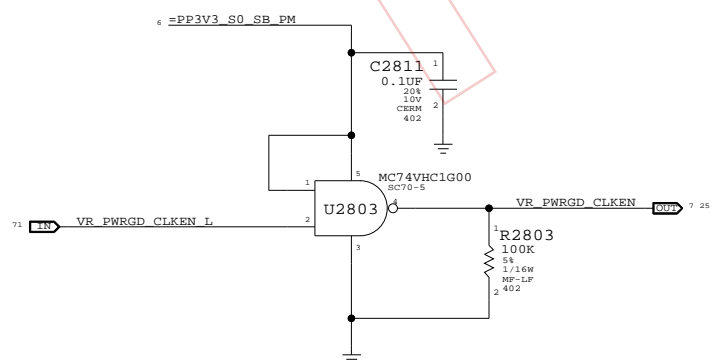 6 =PP3V3_S0_SB_PM
1
C2811
0.1UF
20%
10V
CERM
402
2
5
MC74VHC1G00
SC70-5
1
U2803
4
2
3
71 IN VR_PWRGD_CLKEN_L
VR_PWRGD_CLKEN OUT 7 25
1
R2803
100K
5%
1/16W
MF-LF
402
2